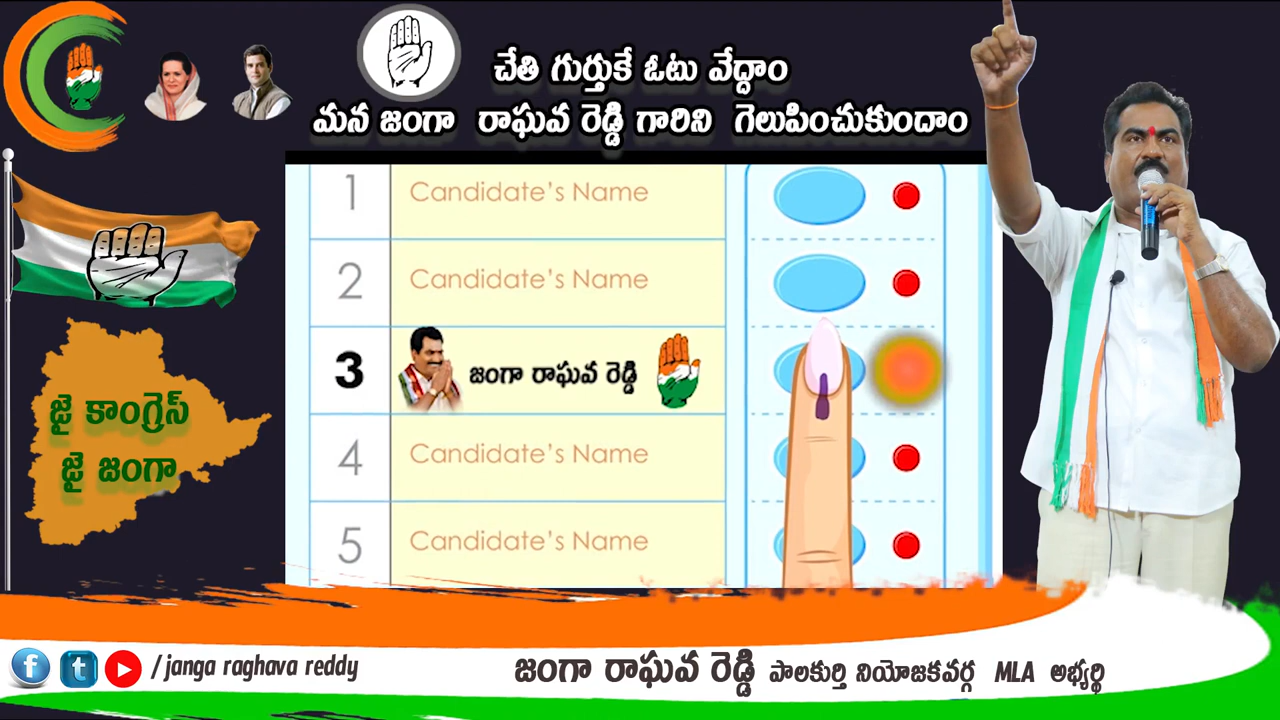 చేతి గుర్తుకే ఓటు వేద్దాం
మన జంగా రాఘవ రెడ్డి గారిని గెలుపించుకుందాం
1 Candidate's Name
2 Candidate's Name
3 జంగా రాఘవ రెడ్డి
4 Candidate's Name
5 Candidate's Name
జై కాంగ్రెస్
జై జంగా
f t /janga raghava reddy
జంగా రాఘవ రెడ్డి పాలకుర్తి నియోజకవర్గ MLA అభ్యర్థి